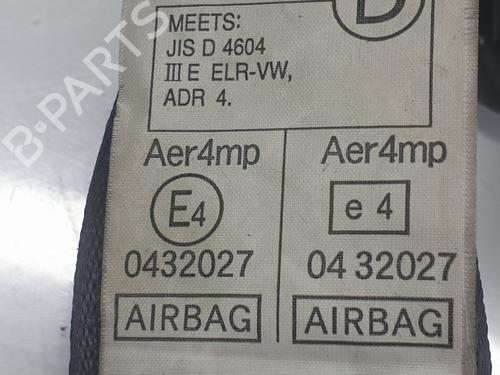 D
MEETS:
JIS D 4604
III E ELR-VW,
ADR 4.
Aer4mp
E4
0432027
AIRBAG
Aer4mp
e 4
04 32027
AIRBAG
B-PARTS